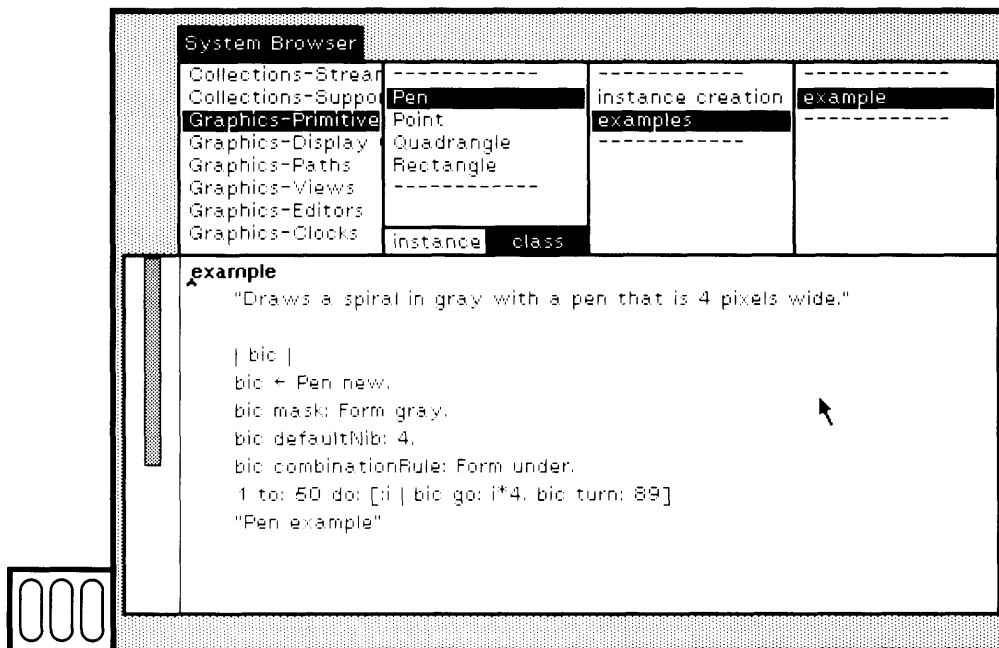 System Browser
Collections-Strear
Collections-Suppo
Graphics-Primitive
Graphics-Display
Graphics-Paths
Graphics-Views
Graphics-Editors
Graphics-Clocks
------------
Pen
Point
Quadrangle
Rectangle
------------
instance class
------------
instance creation
examples
------------
------------
example
------------
example
"Draws a spiral in gray with a pen that is 4 pixels wide."
| bic |
bic ← Pen new.
bic mask: Form gray.
bic defaultNib: 4.
bic combinationRule: Form under.
1 to: 50 do: [:i | bic go: i*4. bic turn: 89]
"Pen example"